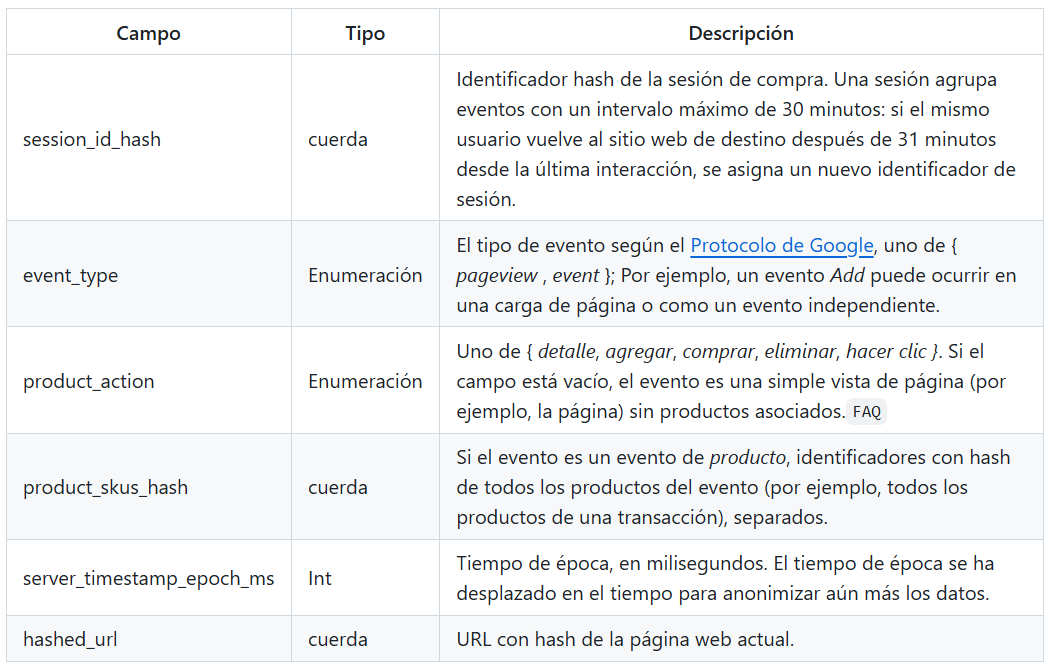 Campo Tipo Descripción
session_id_hash cuerda Identificador hash de la sesión de compra. Una sesión agrupa
eventos con un intervalo máximo de 30 minutos: si el mismo
usuario vuelve al sitio web de destino después de 31 minutos
desde la última interacción, se asigna un nuevo identificador de
sesión.
event_type Enumeración El tipo de evento según el Protocolo de Google, uno de {
pageview , event }; Por ejemplo, un evento Add puede ocurrir en
una carga de página o como un evento independiente.
product_action Enumeración Uno de { detalle, agregar, comprar, eliminar, hacer clic }. Si el
campo está vacío, el evento es una simple vista de página (por
ejemplo, la página) sin productos asociados. FAQ
product_skus_hash cuerda Si el evento es un evento de producto, identificadores con hash
de todos los productos del evento (por ejemplo, todos los
productos de una transacción), separados.
server_timestamp_epoch_ms Int Tiempo de época, en milisegundos. El tiempo de época se ha
desplazado en el tiempo para anonimizar aún más los datos.
hashed_url cuerda URL con hash de la página web actual.